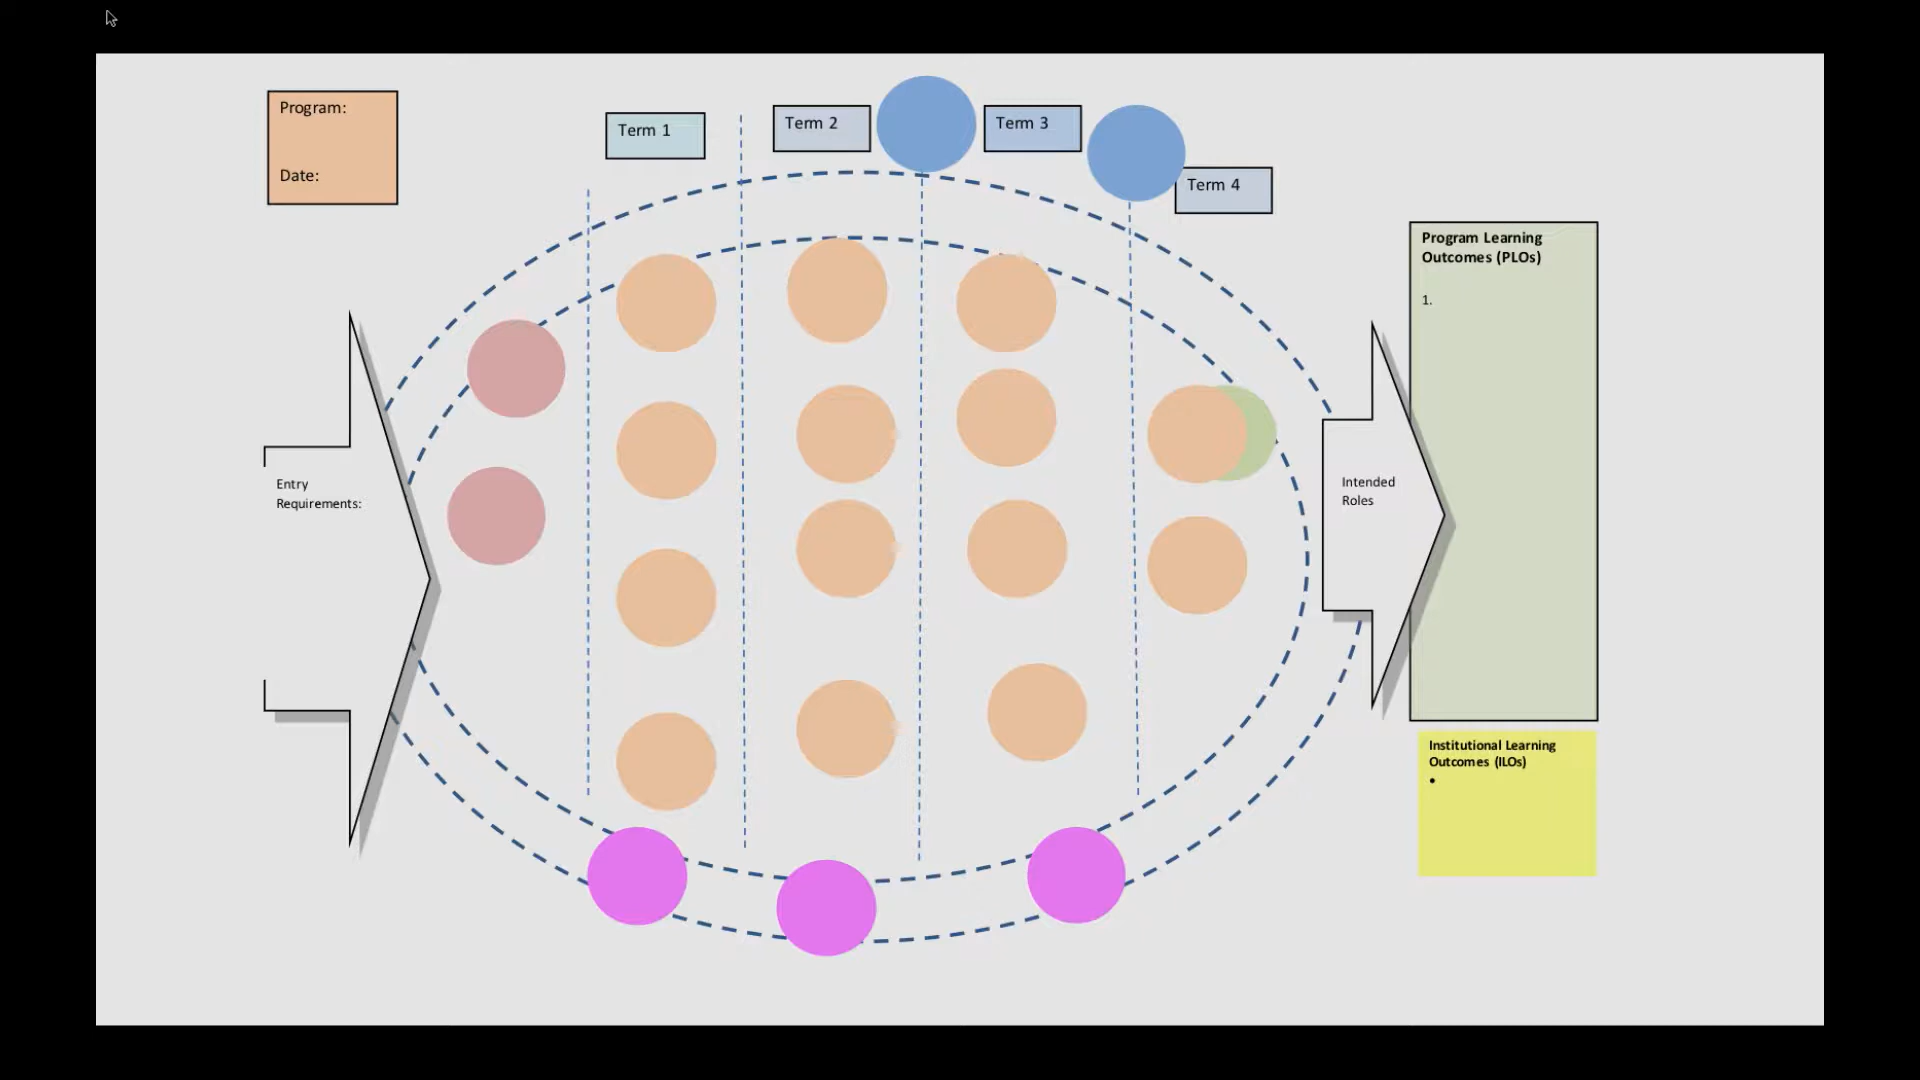 Program:
Date:
Term 1
Term 2
Term 3
Term 4
Entry
Requirements:
Intended
Roles
Program Learning
Outcomes (PLOs)
1.
Institutional Learning
Outcomes (ILOs)
•